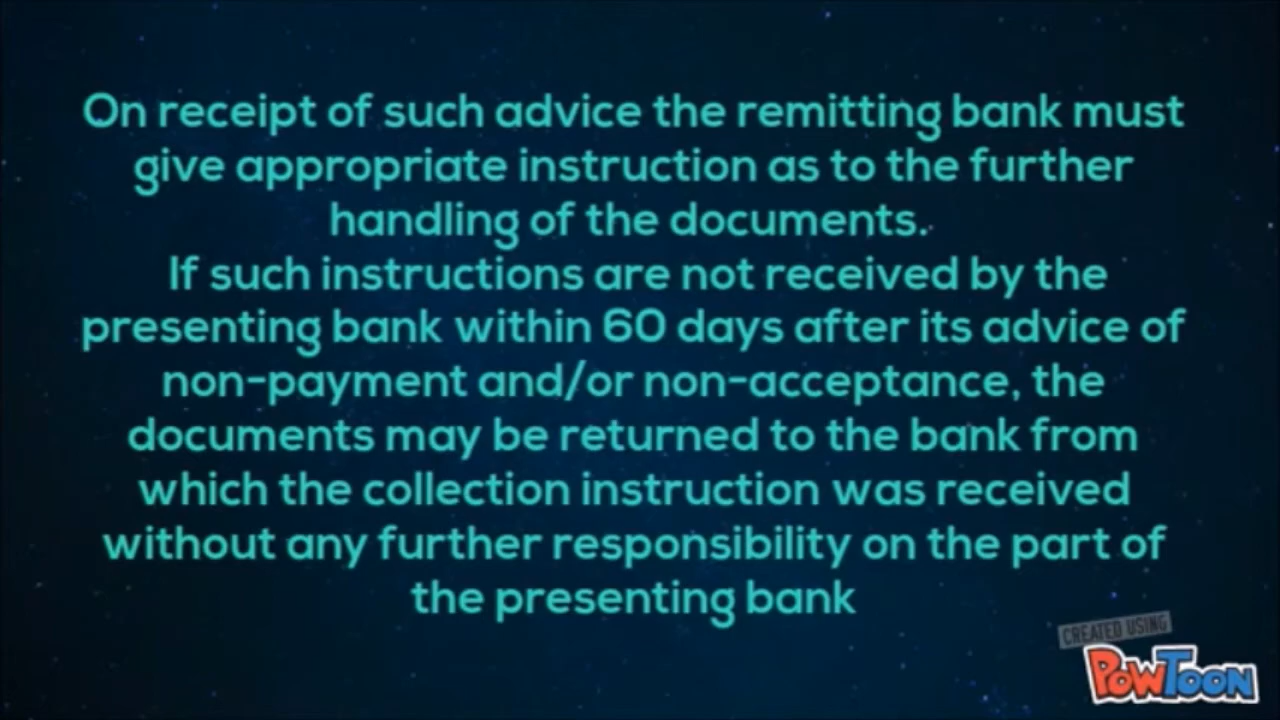 On receipt of such advice the remitting bank must
give appropriate instruction as to the further
handling of the documents.
If such instructions are not received by the
presenting bank within 60 days after its advice of
non-payment and/or non-acceptance, the
documents may be returned to the bank from
which the collection instruction was received
without any further responsibility on the part of
the presenting bank
CREATED USING
POWTOON